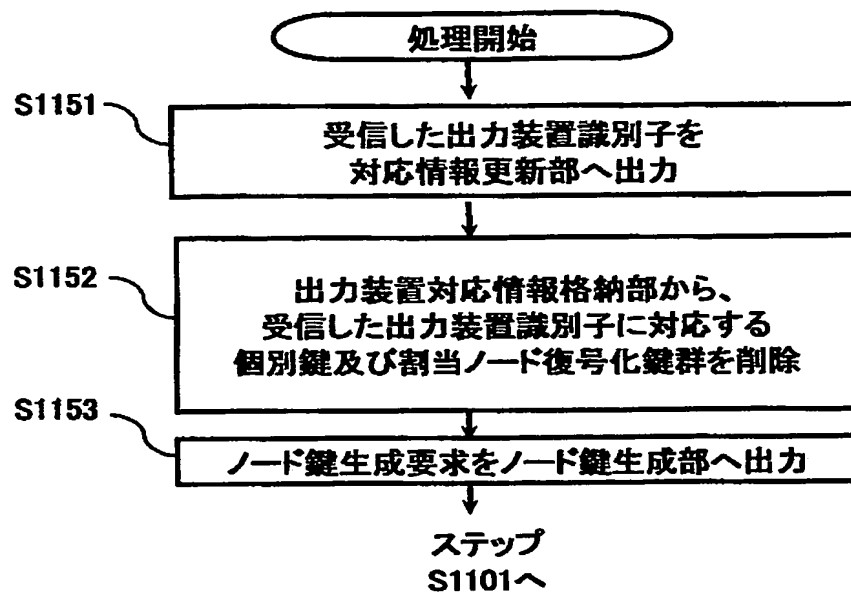 処理開始
S1151
受信した出力装置識別子を
対応情報更新部へ出力
S1152
出力装置対応情報格納部から、
受信した出力装置識別子に対応する
個別鍵及び割当ノード復号化鍵群を削除
S1153
ノード鍵生成要求をノード鍵生成部へ出力
ステップ
S1101へ